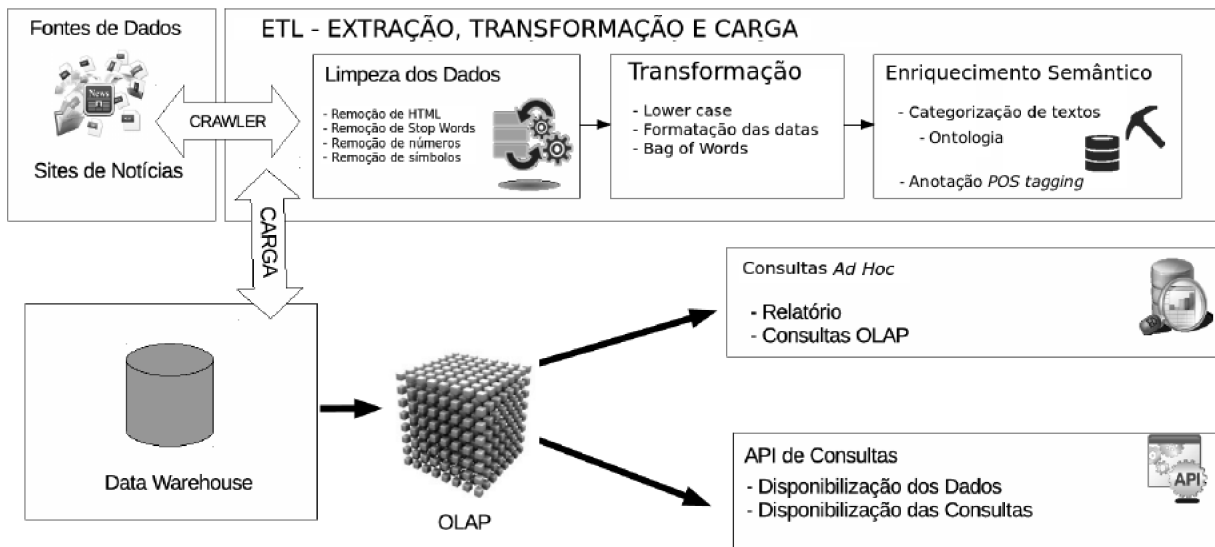 Fontes de Dados
News
Sites de Notícias
CRAWLER
ETL - EXTRAÇÃO, TRANSFORMAÇÃO E CARGA
Limpeza dos Dados
- Remoção de HTML
- Remoção de Stop Words
- Remoção de números
- Remoção de símbolos
Transformação
- Lower case
- Formatação das datas
- Bag of Words
Enriquecimento Semântico
- Categorização de textos
- Ontologia
- Anotação POS tagging
CARGA
Data Warehouse
OLAP
Consultas Ad Hoc
- Relatório
- Consultas OLAP
API de Consultas
- Disponibilização dos Dados
- Disponibilização das Consultas
API